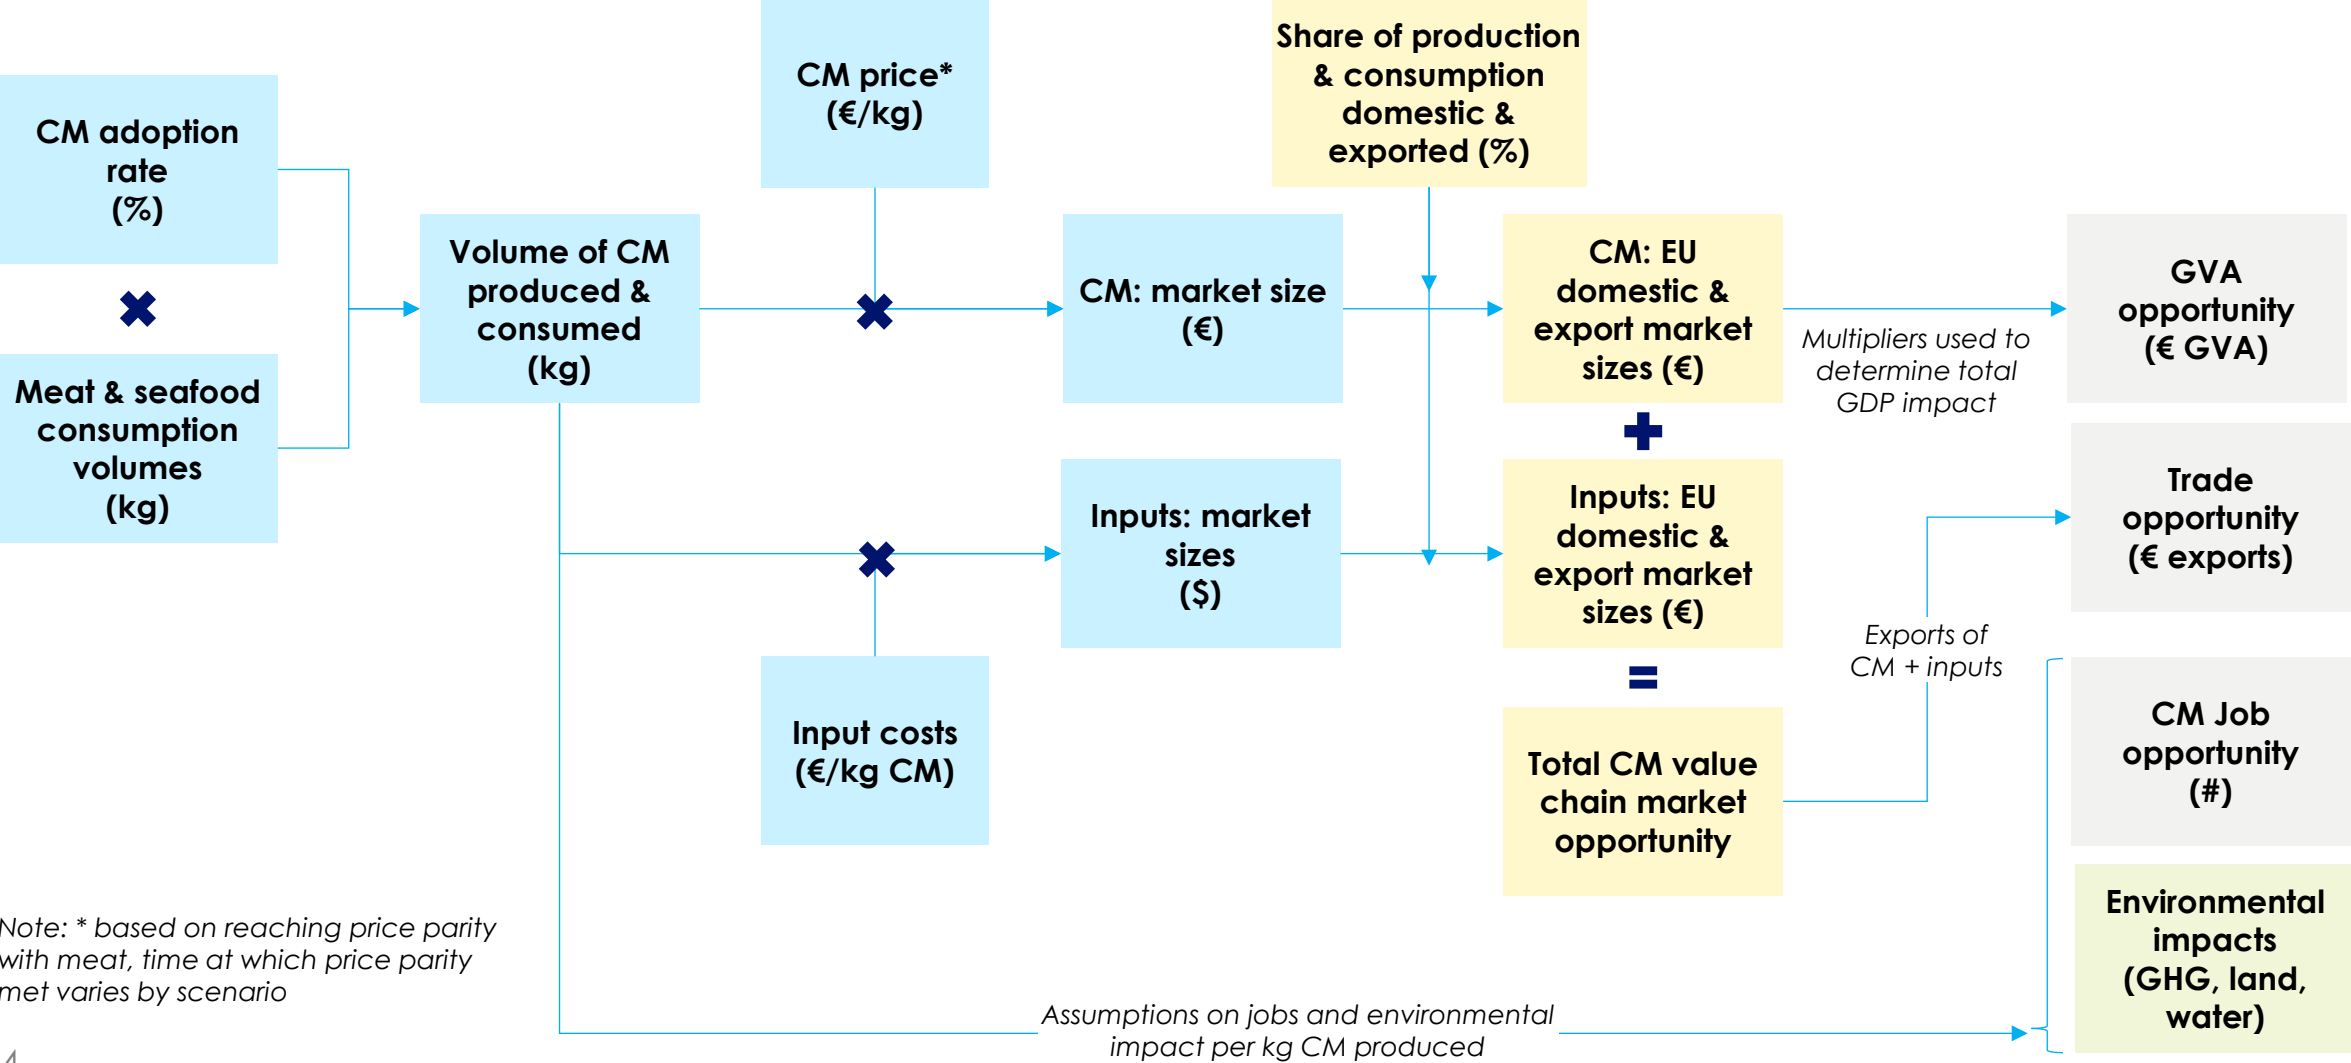 CM adoption
rate
(%)
Meat & seafood
consumption
volumes
(kg)
Volume of CM
produced &
consumed
(kg)
CM price*
(€/kg)
Input costs
(€/kg CM)
CM: market size
(€)
Inputs: market
sizes
($)
Share of production
& consumption
domestic &
exported (%)
CM: EU
domestic &
export market
sizes (€)
Inputs: EU
domestic &
export market
sizes (€)
Total CM value
chain market
opportunity
Multipliers used to
determine total
GDP impact
Exports of
CM + inputs
GVA
opportunity
(€ GVA)
Trade
opportunity
(€ exports)
CM Job
opportunity
(#)
Environmental
impacts
(GHG, land,
water)
Note: * based on reaching price parity
with meat, time at which price parity
met varies by scenario
Assumptions on jobs and environmental
impact per kg CM produced